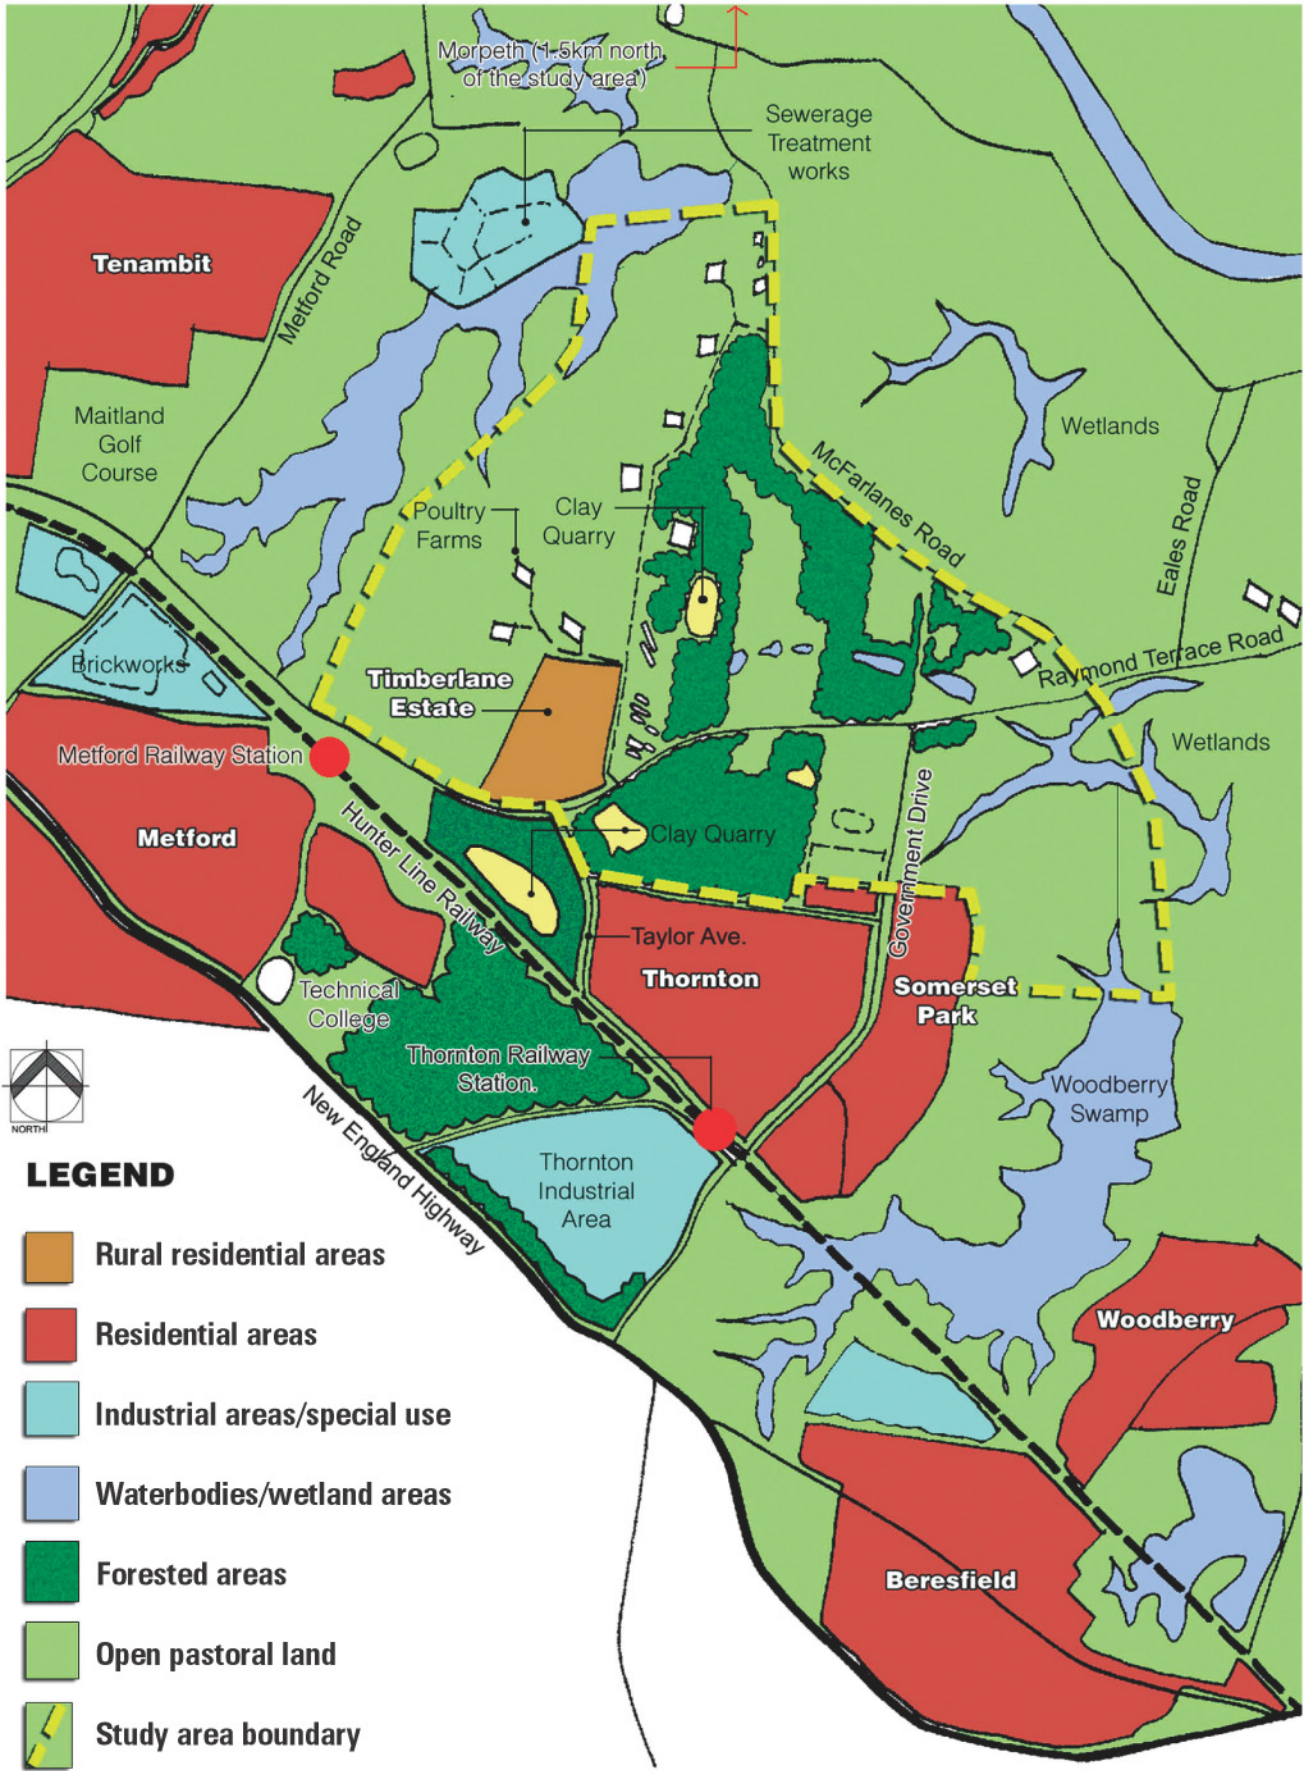 Morpeth (1.5km north
of the study area)
Sewerage
Treatment
works
Tenambit
Metford Road
Maitland
Golf
Course
Wetlands
McFarlanes Road
Eales Road
Poultry
Farms
Clay
Quarry
Brickworks
Raymond Terrace Road
Timberlane
Estate
Wetlands
Metford Railway Station
Metford
Hunter Line Railway
Clay Quarry
Government Drive
Taylor Ave.
Thornton
Somerset
Park
Technical
College
Thornton Railway
Station.
Woodberry
Swamp
NORTH
New England Highway
Thornton
Industrial
Area
Woodberry
Beresfield
LEGEND
Rural residential areas
Residential areas
Industrial areas/special use
Waterbodies/wetland areas
Forested areas
Open pastoral land
Study area boundary